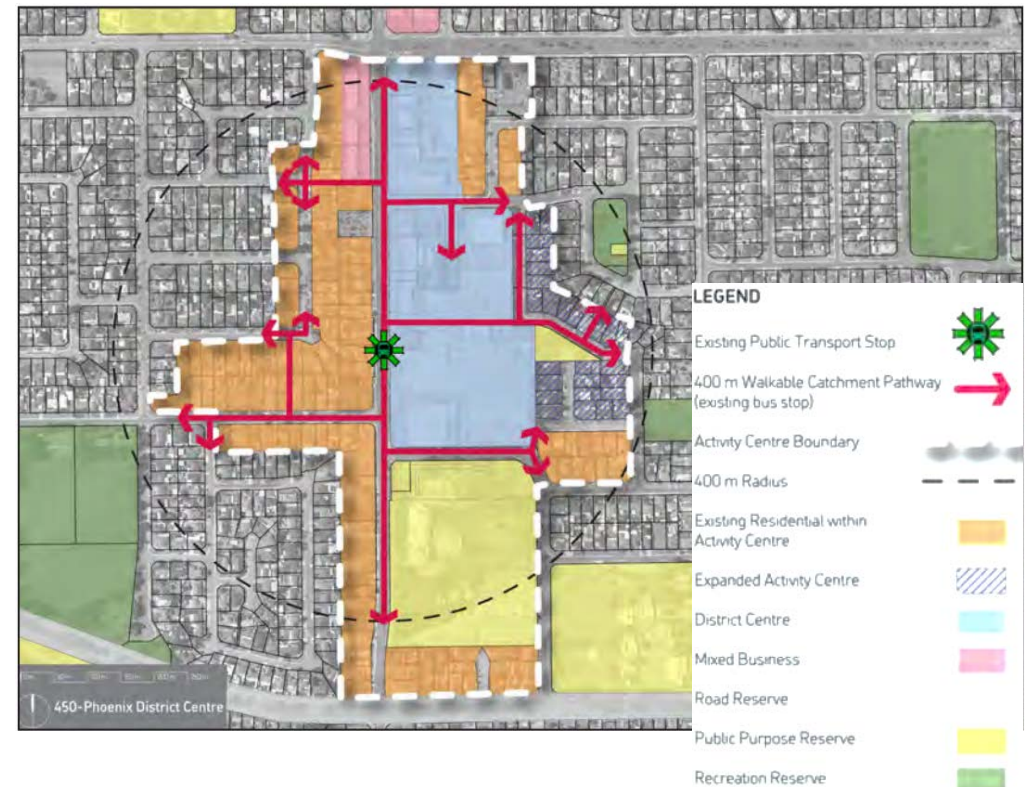 LEGEND
Existing Public Transport Stop
400 m Walkable Catchment Pathway
(existing bus stop)
Activity Centre Boundary
400 m Radius
Existing Residential within
Activity Centre
Expanded Activity Centre
District Centre
Mixed Business
Road Reserve
Public Purpose Reserve
Recreation Reserve
450-Phoenix District Centre